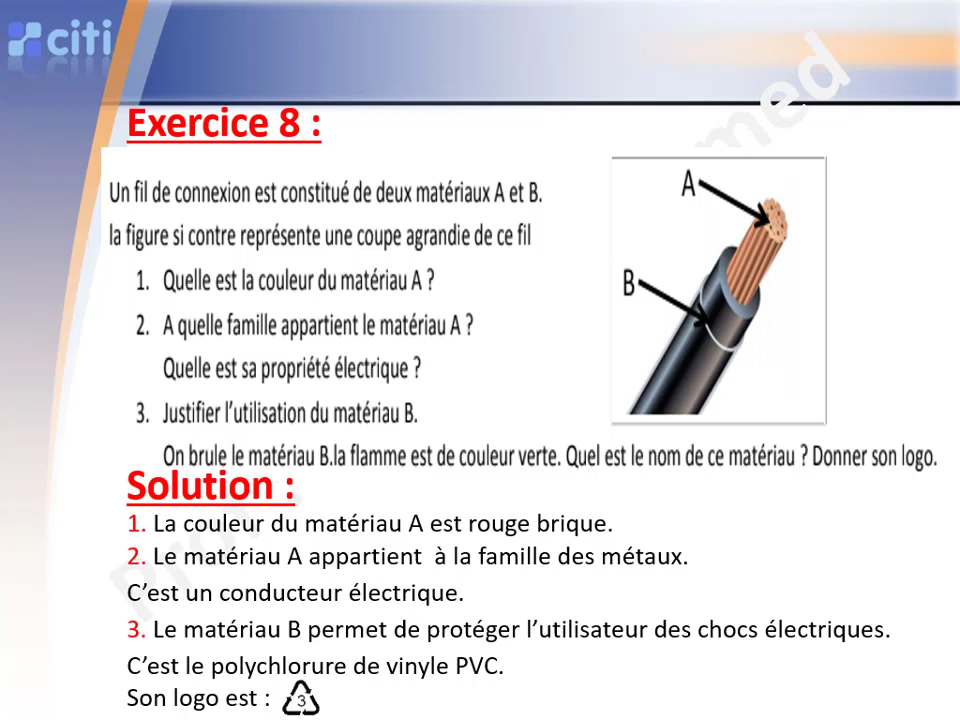 citi
Exercice 8 :
Un fil de connexion est constitué de deux matériaux A et B.
la figure si contre représente une coupe agrandie de ce fil
1. Quelle est la couleur du matériau A ?
2. A quelle famille appartient le matériau A ?
Quelle est sa propriété électrique ?
3. Justifier l’utilisation du matériau B.
On brule le matériau B.la flamme est de couleur verte. Quel est le nom de ce matériau ? Donner son logo.
A
B
Solution :
1. La couleur du matériau A est rouge brique.
2. Le matériau A appartient à la famille des métaux.
C’est un conducteur électrique.
3. Le matériau B permet de protéger l’utilisateur des chocs électriques.
C’est le polychlorure de vinyle PVC.
Son logo est : 3